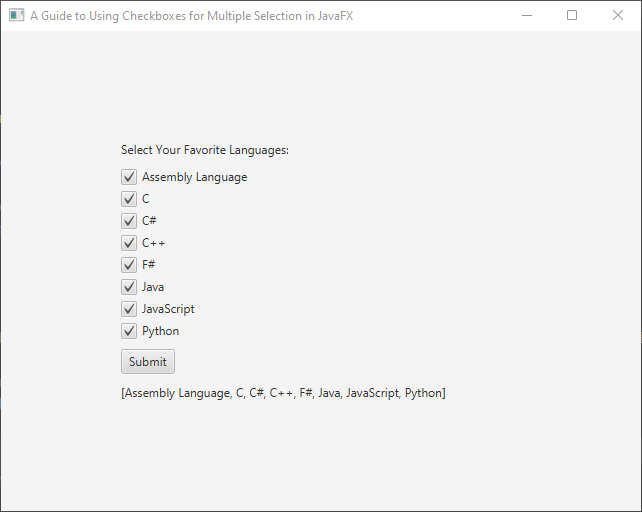 A Guide to Using Checkboxes for Multiple Selection in JavaFX
Select Your Favorite Languages:
Assembly Language
C
C#
C++
F#
Java
JavaScript
Python
Submit
[Assembly Language, C, C#, C++, F#, Java, JavaScript, Python]